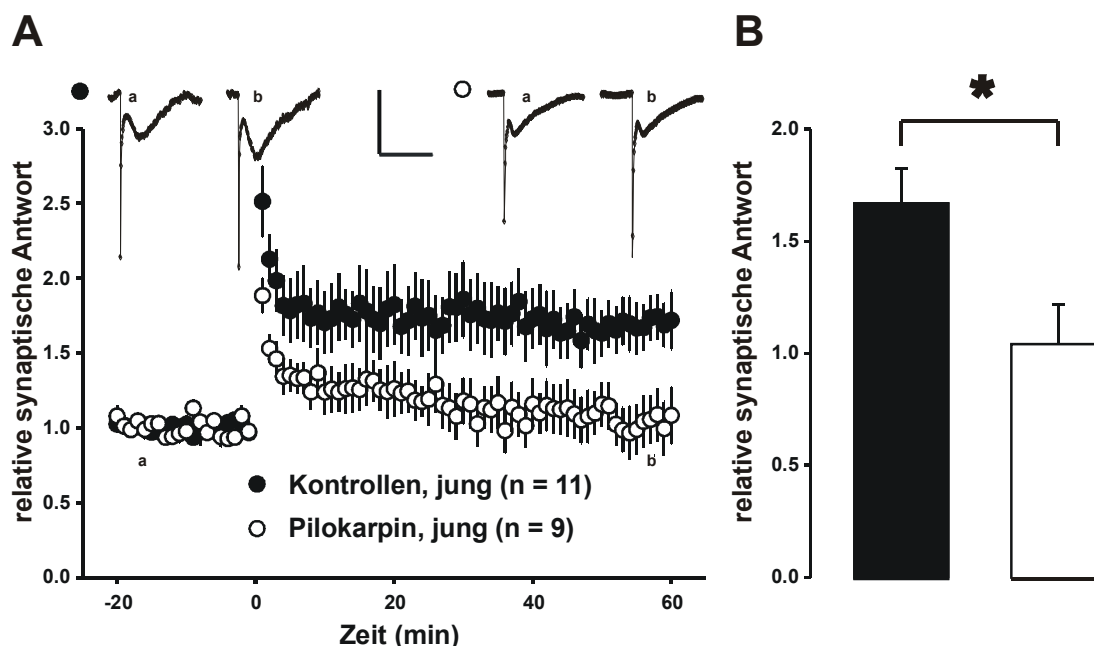 A
B
a
b
a
b
relative synaptische Antwort
3.0
2.5
2.0
1.5
1.0
0.5
0.0
a
b
Kontrollen, jung (n = 11)
Pilokarpin, jung (n = 9)
-20
0
20
40
60
Zeit (min)
*
relative synaptische Antwort
2.0
1.5
1.0
0.5
0.0